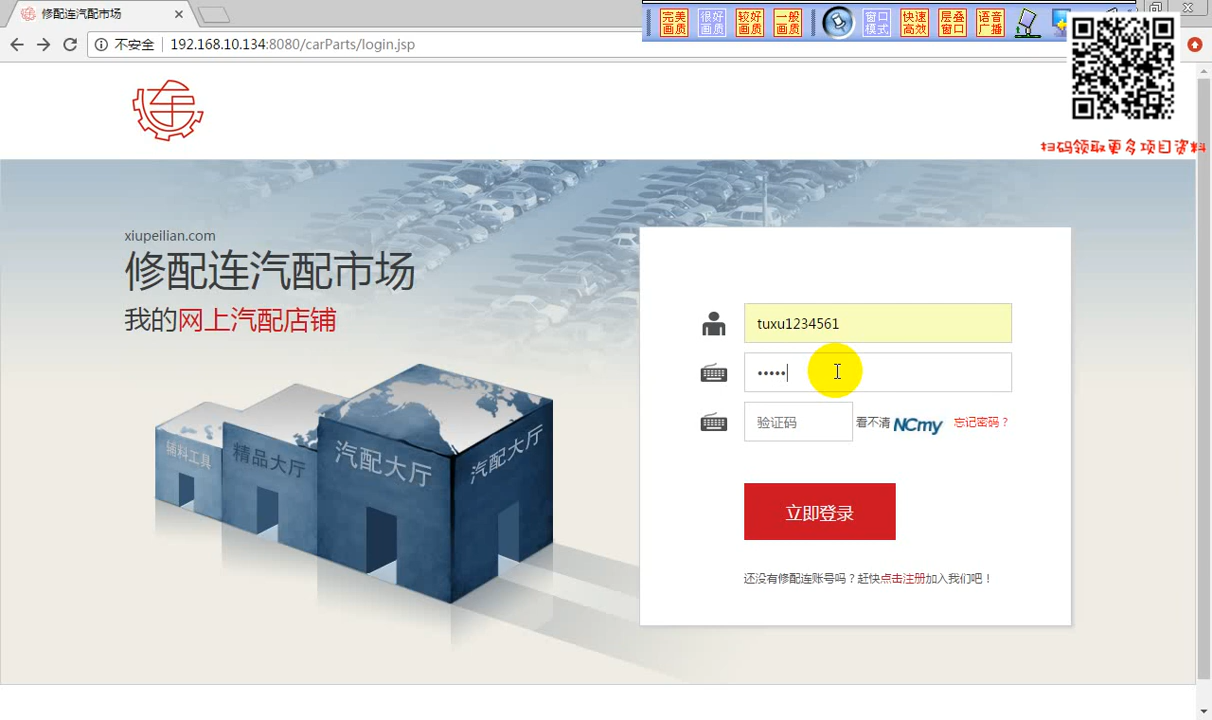 修配连汽配市场
完美画质
很好画质
较好画质
一般画质
窗口模式
快速高效
层叠窗口
语音广播
不安全
192.168.10.134:8080/carParts/login.jsp
扫码领取更多项目资料
xiupeilian.com
修配连汽配市场
我的网上汽配店铺
tuxu1234561
•••••
验证码
看不清
NCmy
忘记密码？
辅料工具
精品大厅
汽配大厅
汽配大厅
立即登录
还没有修配连账号吗？赶快点击注册加入我们吧！